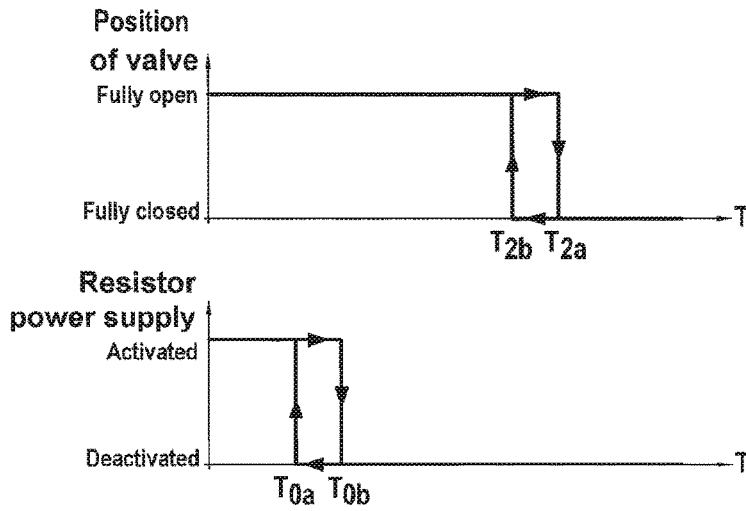 Position
of valve
Fully open
Fully closed
T2b T2a
T
Resistor
power supply
Activated
Deactivated
T0a T0b
T